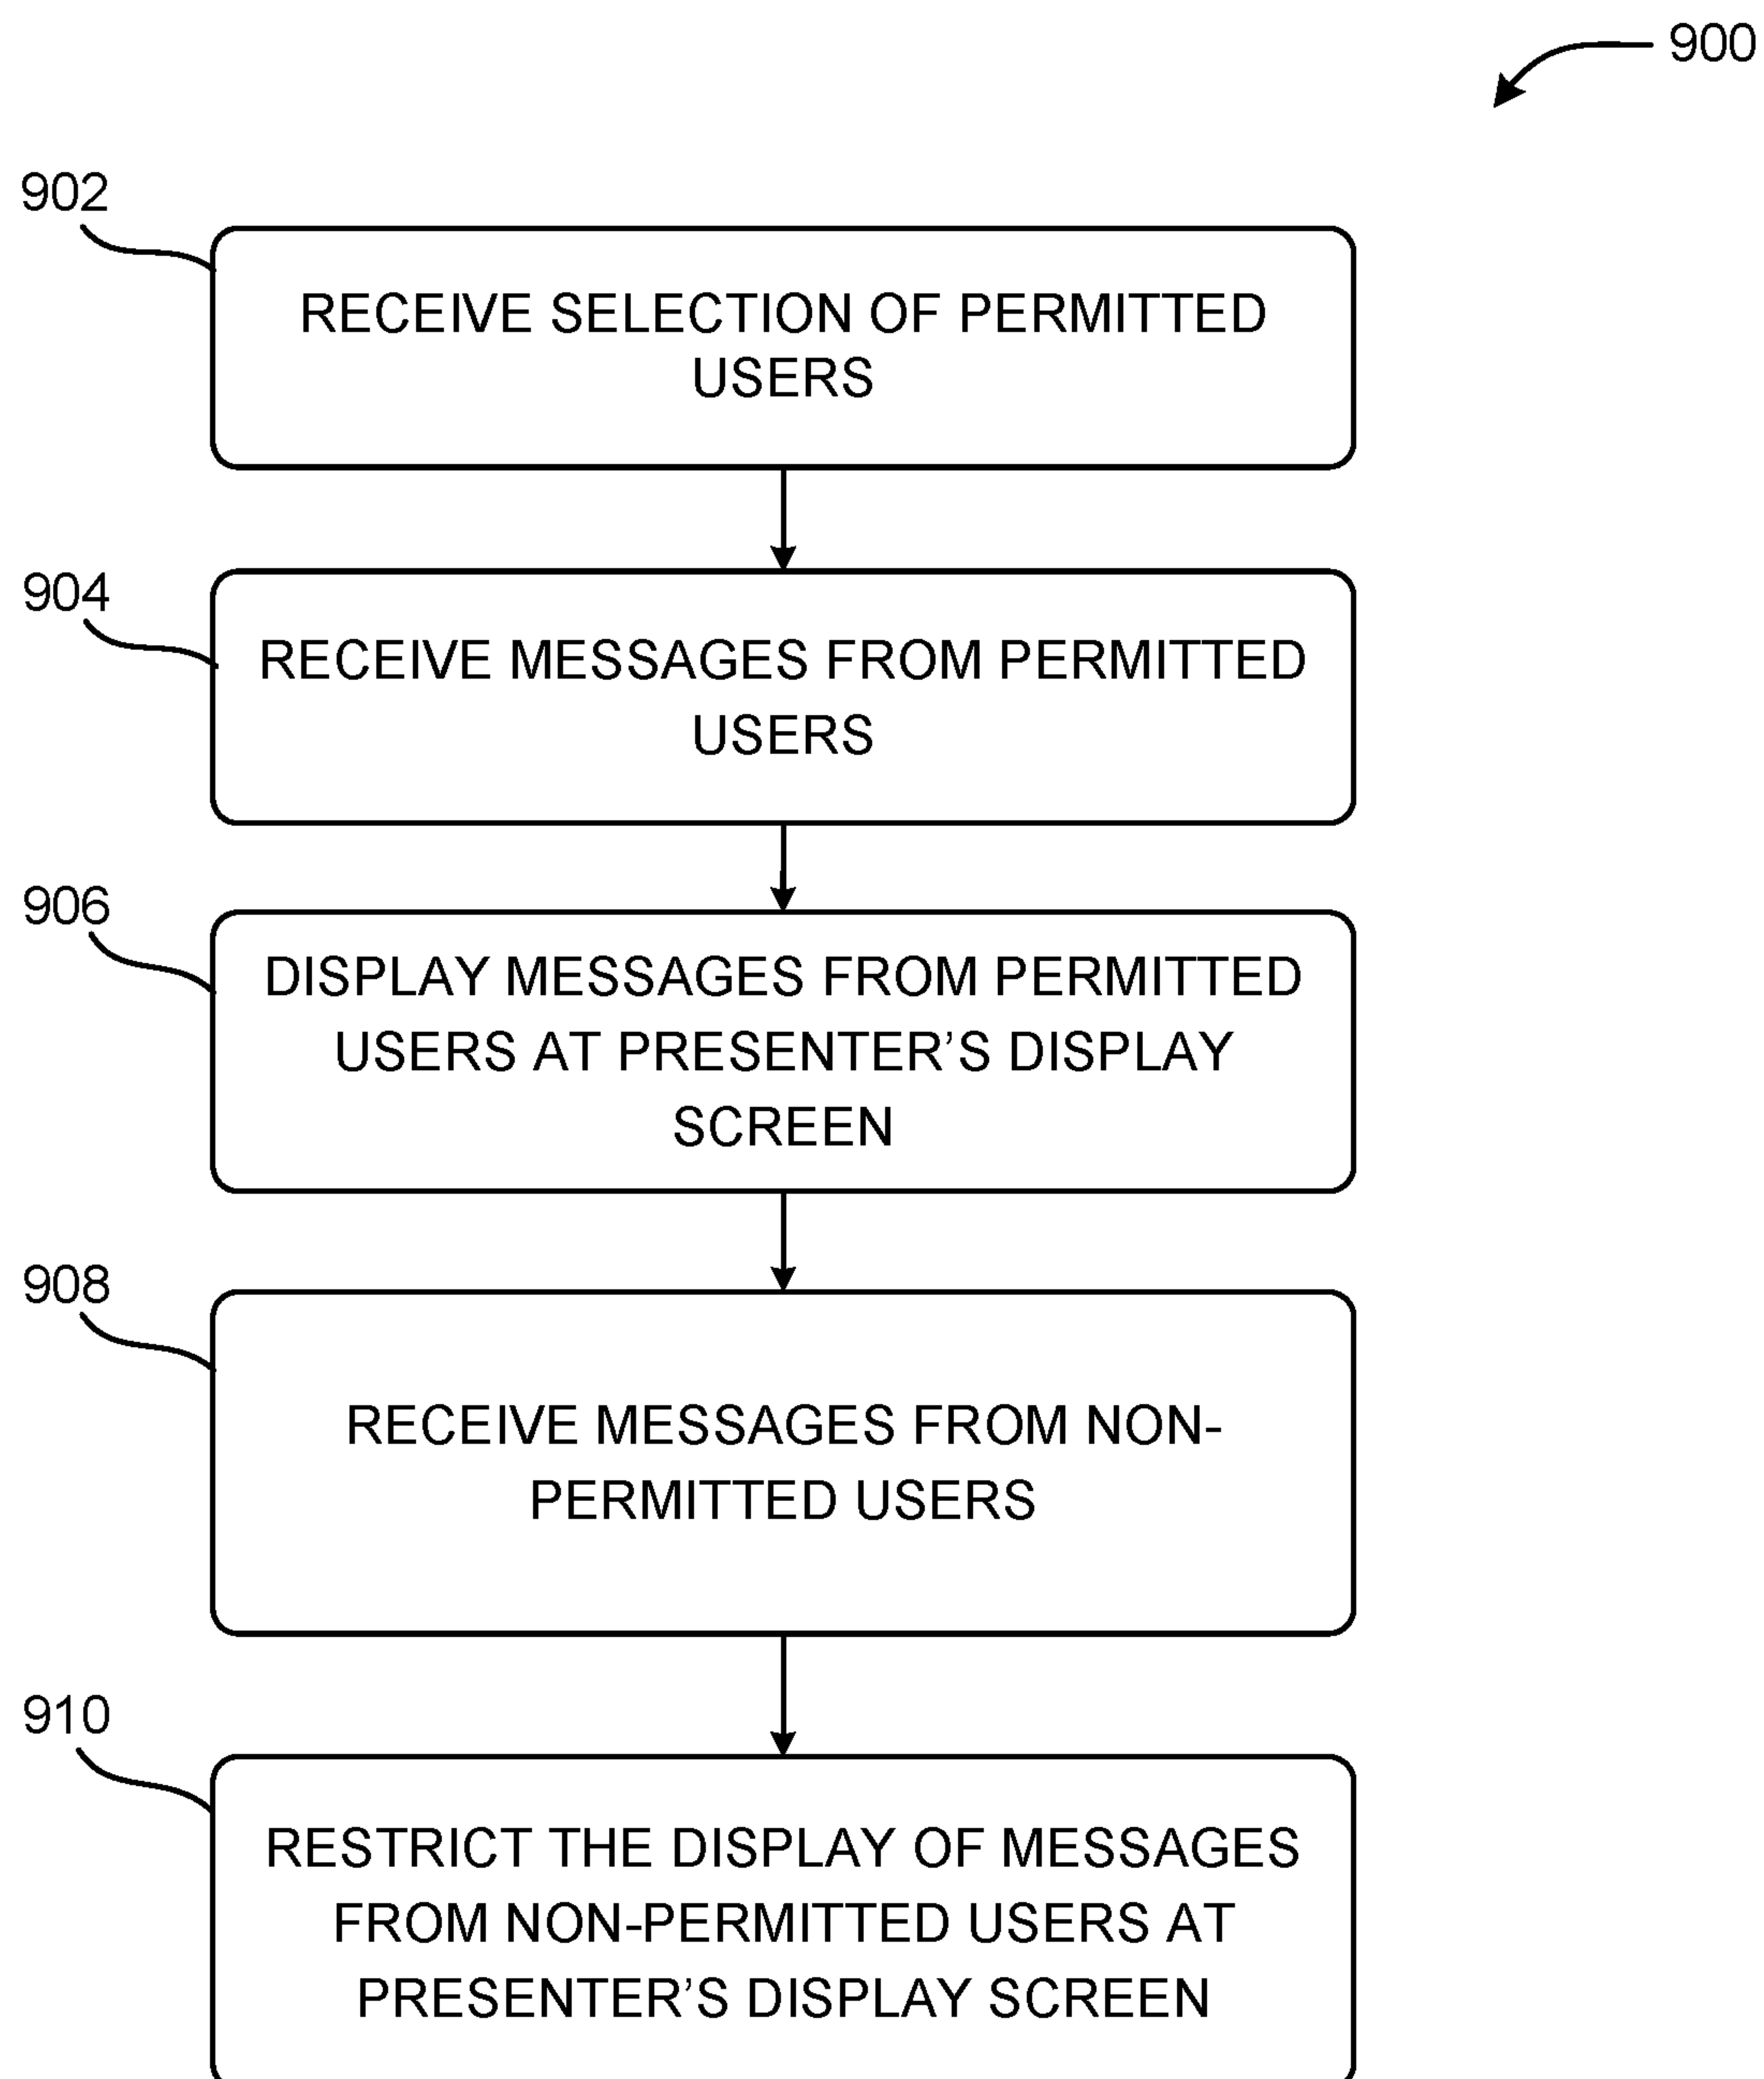 900
902
RECEIVE SELECTION OF PERMITTED
USERS
904
RECEIVE MESSAGES FROM PERMITTED
USERS
906
DISPLAY MESSAGES FROM PERMITTED
USERS AT PRESENTER’S DISPLAY
SCREEN
908
RECEIVE MESSAGES FROM NON-
PERMITTED USERS
910
RESTRICT THE DISPLAY OF MESSAGES
FROM NON-PERMITTED USERS AT
PRESENTER’S DISPLAY SCREEN